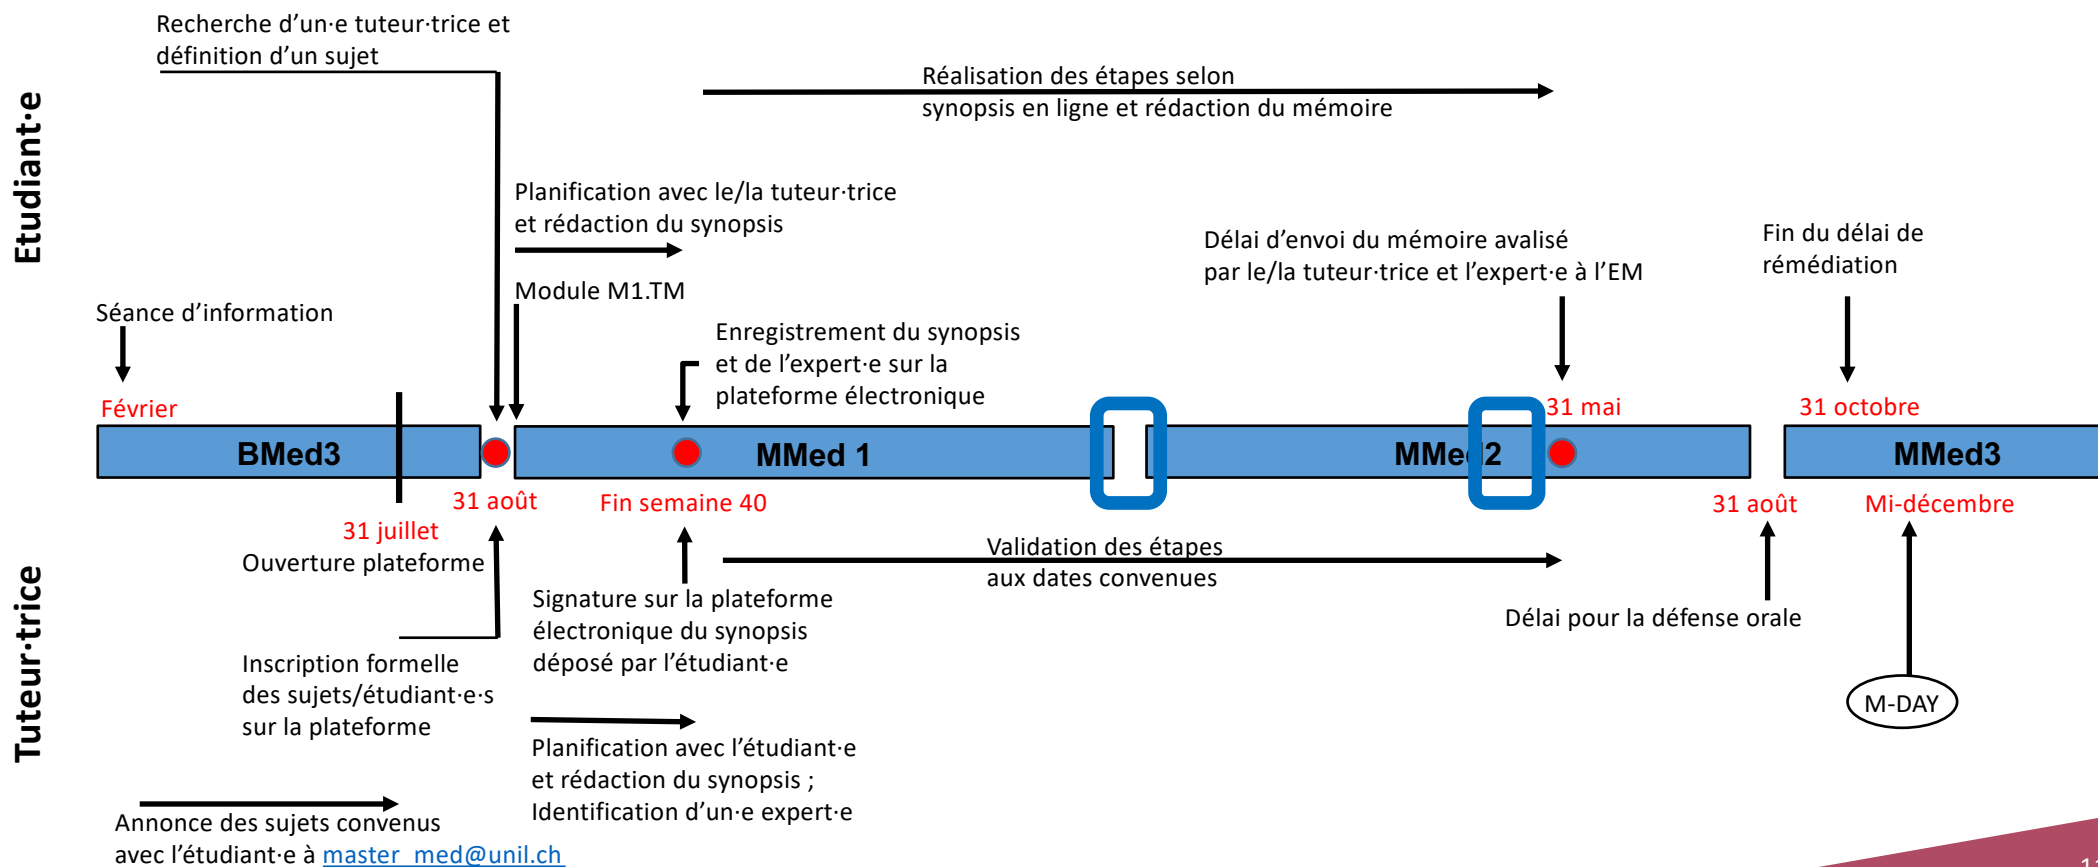 Etudiant·e
Recherche d’un·e tuteur·trice et
définition d’un sujet
Réalisation des étapes selon
synopsis en ligne et rédaction du mémoire
Planification avec le/la tuteur·trice
et rédaction du synopsis
Module M1.TM
Séance d’information
Enregistrement du synopsis
et de l’expert·e sur la
plateforme électronique
Délai d’envoi du mémoire avalisé
par le/la tuteur·trice et l’expert·e à l’EM
Fin du délai de
rémédiation
Février
31 mai
31 octobre
BMed3
MMed 1
MMed2
MMed3
31 août
Fin semaine 40
31 août
Mi-décembre
31 juillet
Ouverture plateforme
Tuteur·trice
Validation des étapes
aux dates convenues
Signature sur la plateforme
électronique du synopsis
déposé par l’étudiant·e
Délai pour la défense orale
Inscription formelle
des sujets/étudiant·e·s
sur la plateforme
M-DAY
Planification avec l’étudiant·e
et rédaction du synopsis ;
Identification d’un·e expert·e
Annonce des sujets convenus
avec l’étudiant·e à master_med@unil.ch